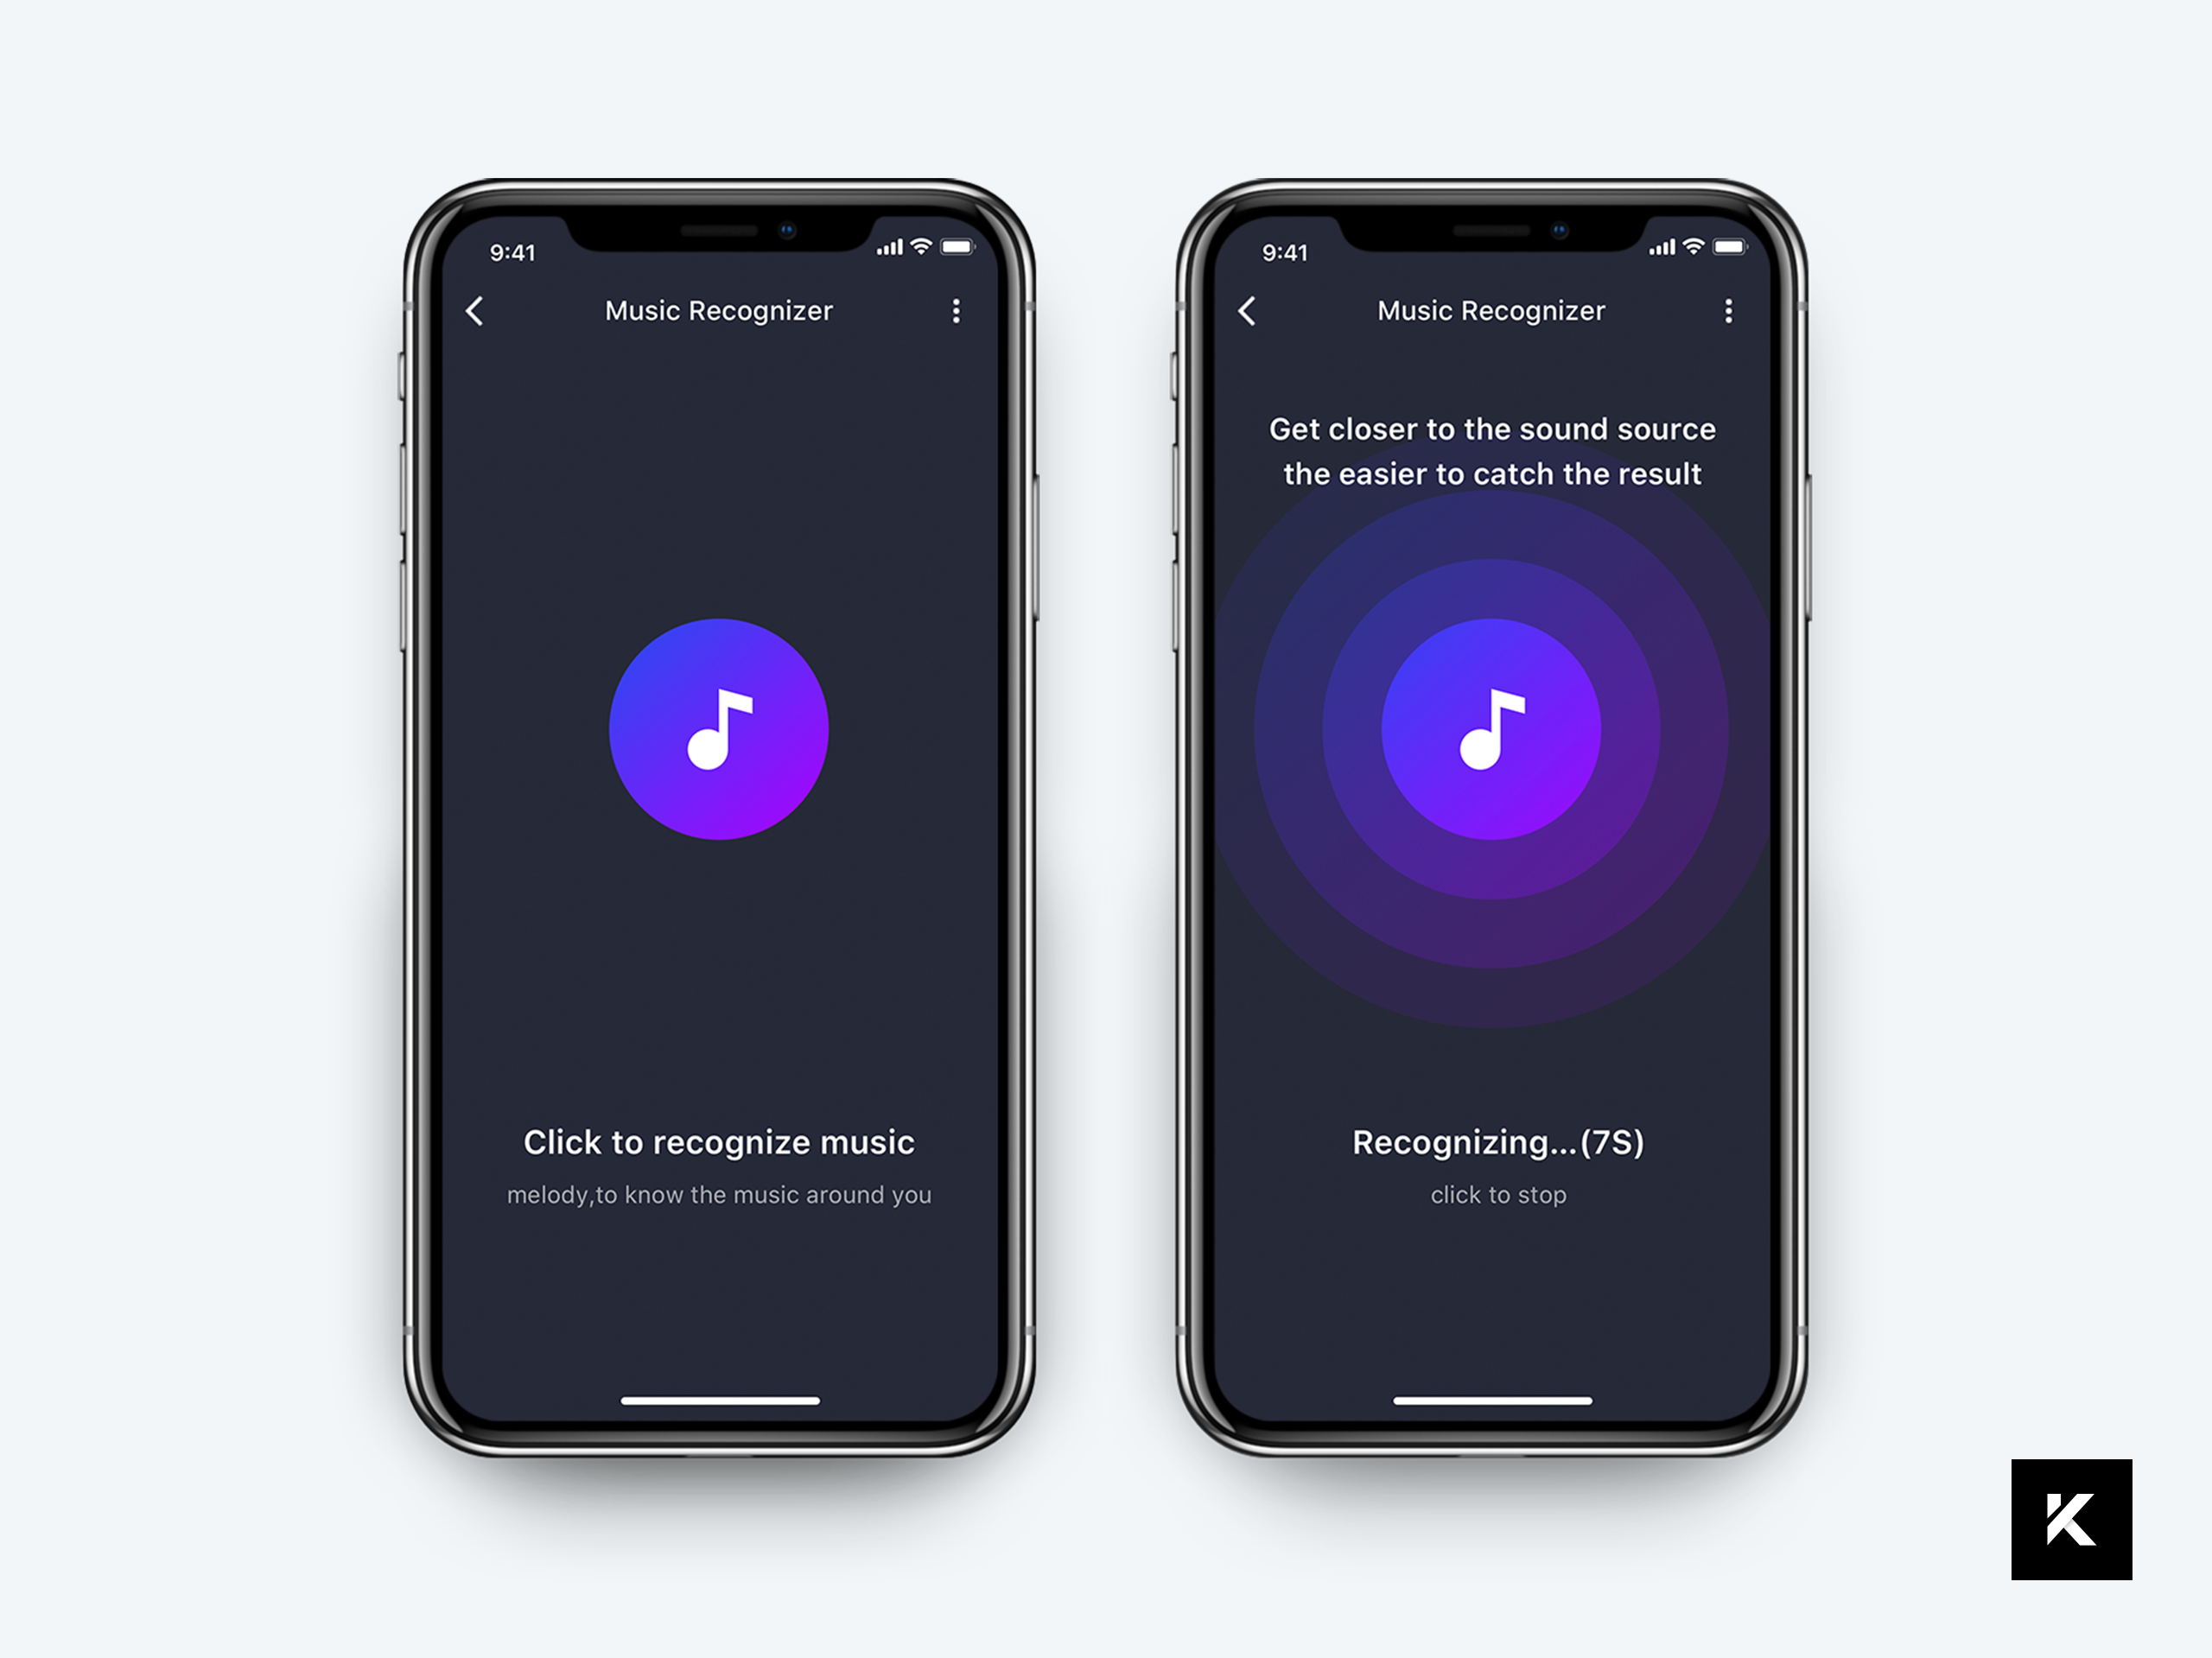 9:41
Music Recognizer
Click to recognize music
melody,to know the music around you
9:41
Music Recognizer
Get closer to the sound source
the easier to catch the result
Recognizing...(7S)
click to stop
K